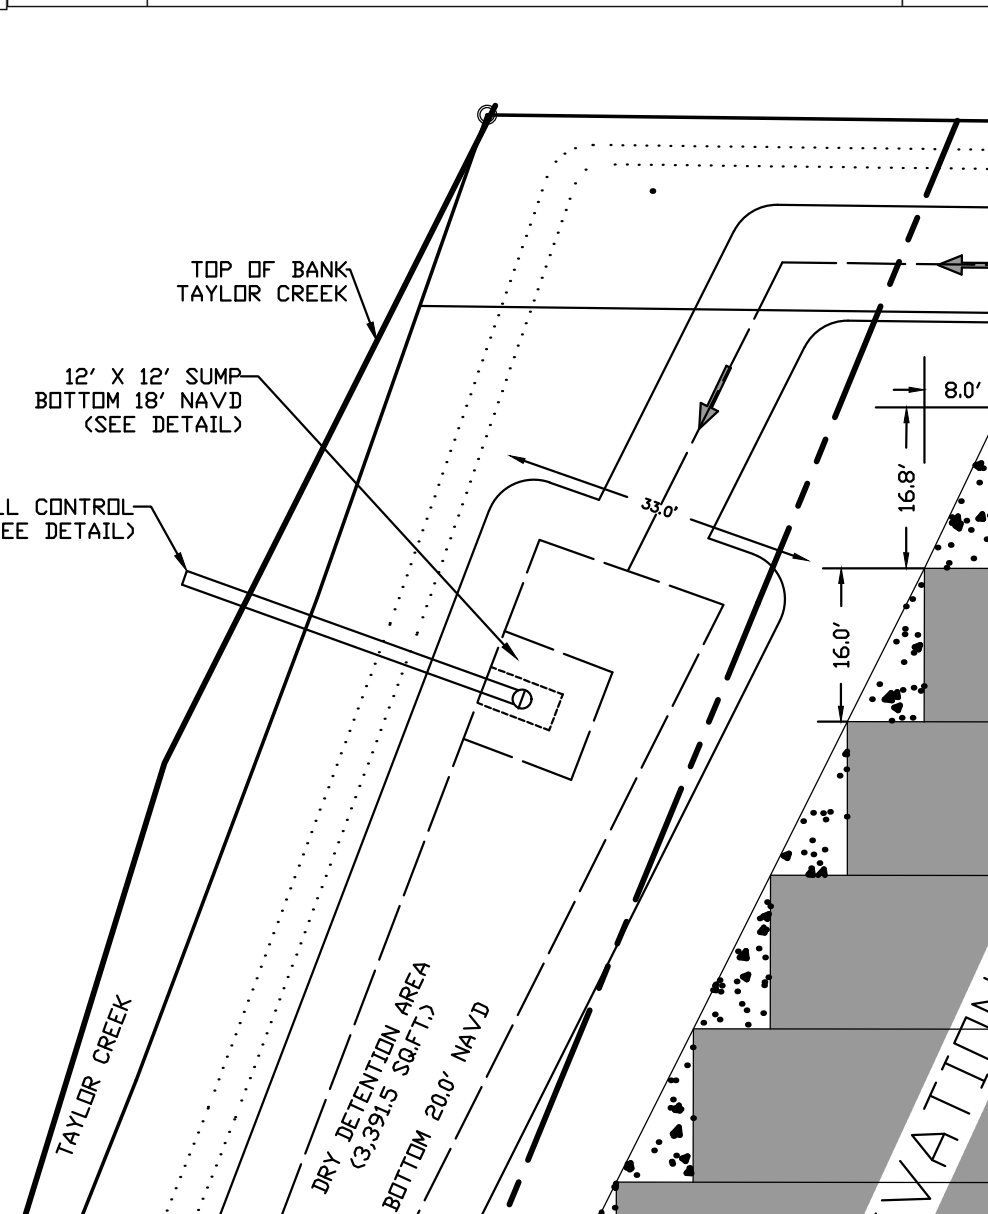 TOP OF BANK
TAYLOR CREEK
12' X 12' SUMP
BOTTOM 18' NAVD
(SEE DETAIL)
CONTROL
DETAIL)
33.0'
8.0'
16.8'
16.0'
TAYLOR CREEK
DRY DETENTION AREA
(3,391.5 SQ.FT.)
BOTTOM 20.0' NAVD